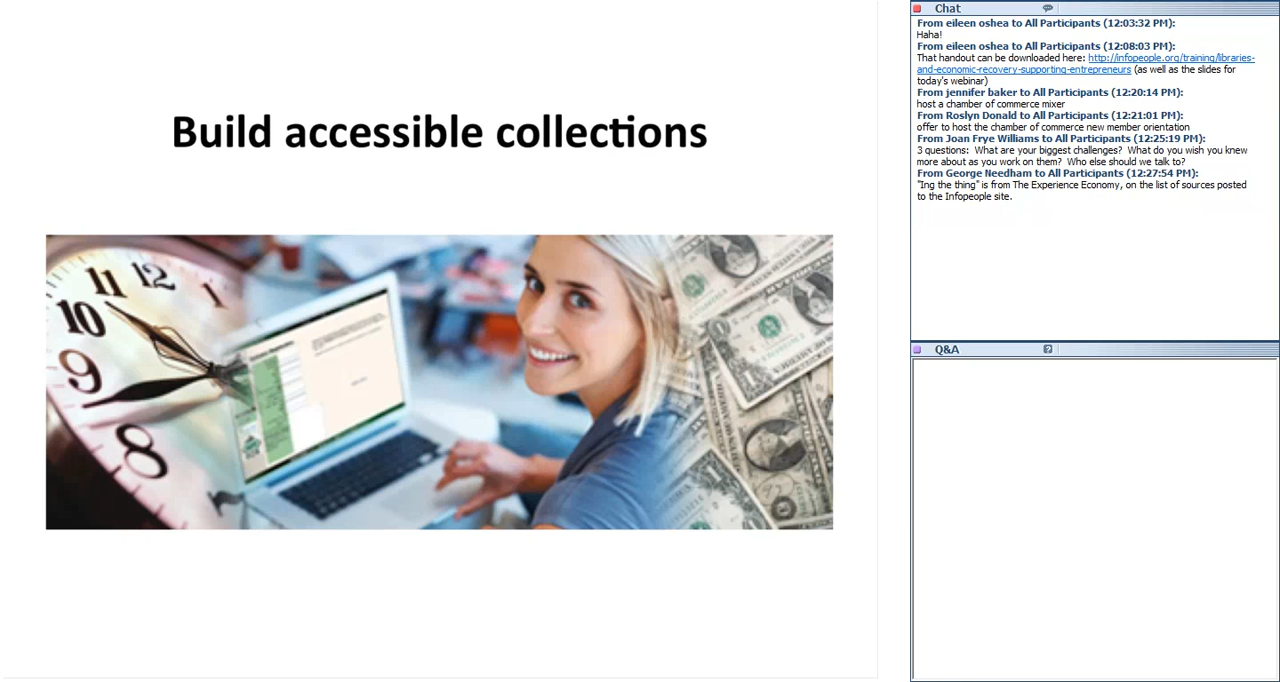 Build accessible collections
11
12
1
10
9
8
7
Chat
From eileen oshea to All Participants (12:03:32 PM):
Haha!
From eileen oshea to All Participants (12:08:03 PM):
That handout can be downloaded here: http://infopeople.org/training/libraries-
and-economic-recovery-supporting-entrepreneurs (as well as the slides for
today's webinar)
From jennifer baker to All Participants (12:20:14 PM):
host a chamber of commerce mixer
From Roslyn Donald to All Participants (12:21:01 PM):
offer to host the chamber of commerce new member orientation
From Joan Frye Williams to All Participants (12:25:19 PM):
3 questions:  What are your biggest challenges?  What do you wish you knew
more about as you work on them?  Who else should we talk to?
From George Needham to All Participants (12:27:54 PM):
"Ing the thing" is from The Experience Economy, on the list of sources posted
to the Infopeople site.
Q&A